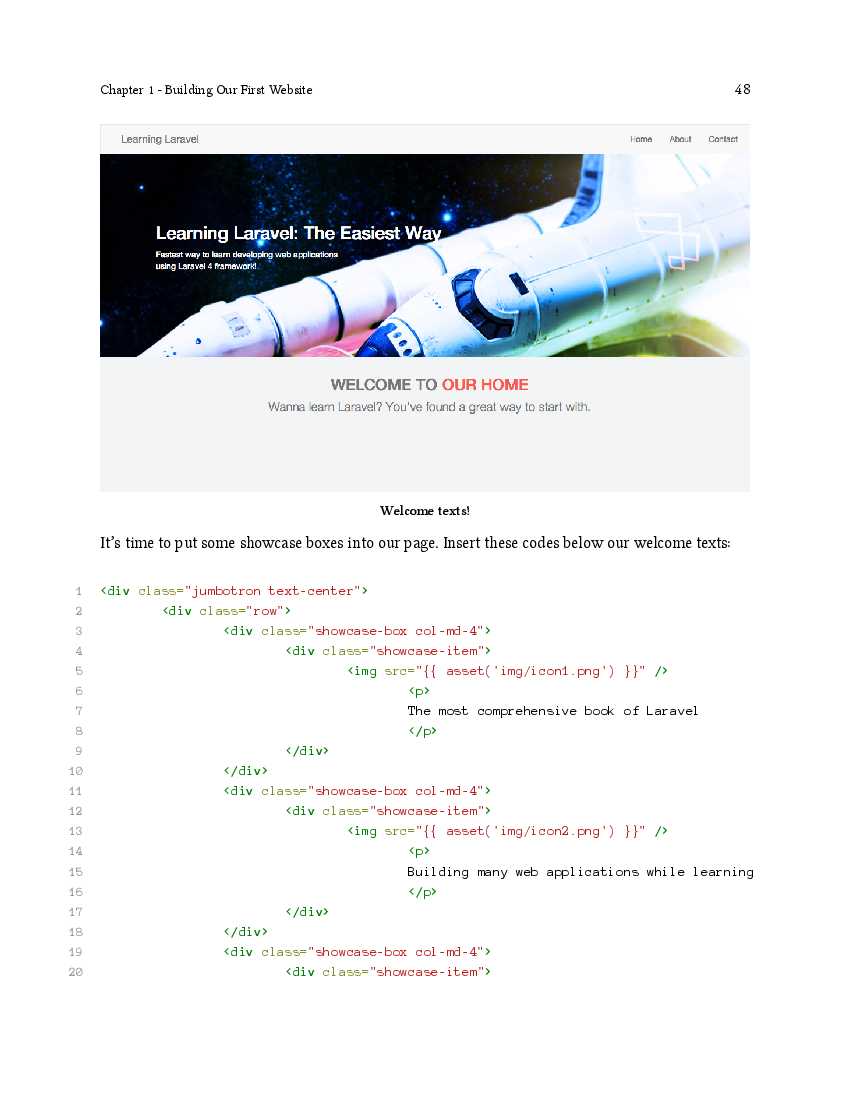 Chapter 1 - Building Our First Website 48
Learning Laravel Home About Contact
Learning Laravel: The Easiest Way
Fastest way to learn developing web applications
using Laravel 4 framework!
WELCOME TO OUR HOME
Wanna learn Laravel? You've found a great way to start with.
Welcome texts!
It's time to put some showcase boxes into our page. Insert these codes below our welcome texts:
1 <div class="jumbotron text-center">
2 <div class="row">
3 <div class="showcase-box col-md-4">
4 <div class="showcase-item">
5 <img src="{{ asset('img/icon1.png') }}" />
6 <p>
7 The most comprehensive book of Laravel
8 </p>
9 </div>
10 </div>
11 <div class="showcase-box col-md-4">
12 <div class="showcase-item">
13 <img src="{{ asset('img/icon2.png') }}" />
14 <p>
15 Building many web applications while learning
16 </p>
17 </div>
18 </div>
19 <div class="showcase-box col-md-4">
20 <div class="showcase-item">